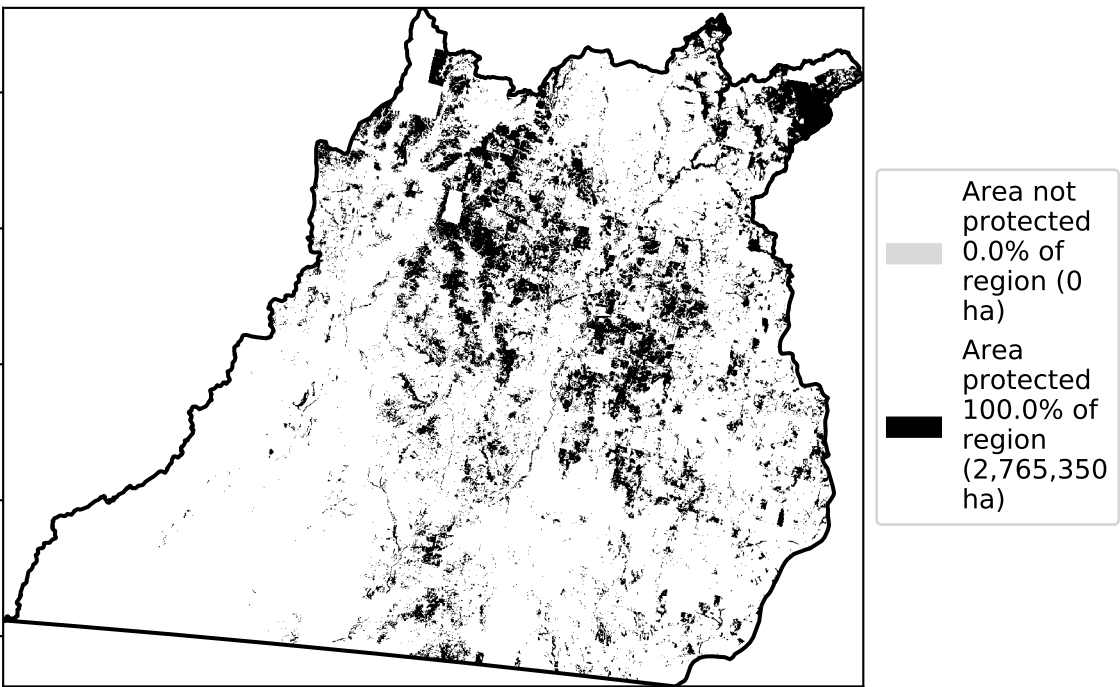 Area not
protected
0.0% of
region (0
ha)
Area
protected
100.0% of
region
(2,765,350
ha)